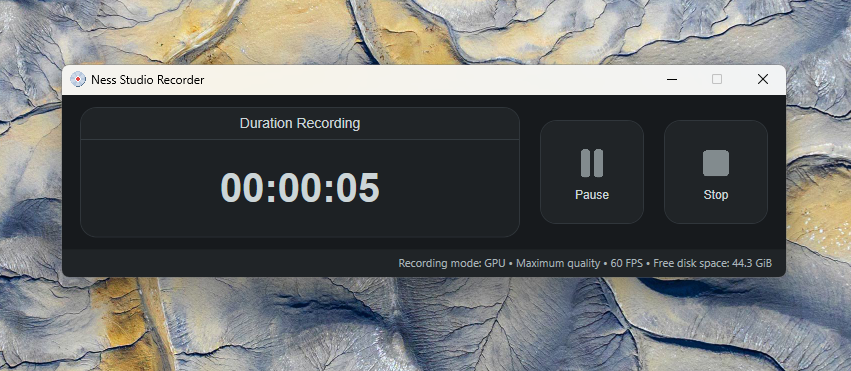 Ness Studio Recorder
Duration Recording
00:00:05
Pause
Stop
Recording mode: GPU • Maximum quality • 60 FPS • Free disk space: 44.3 GiB